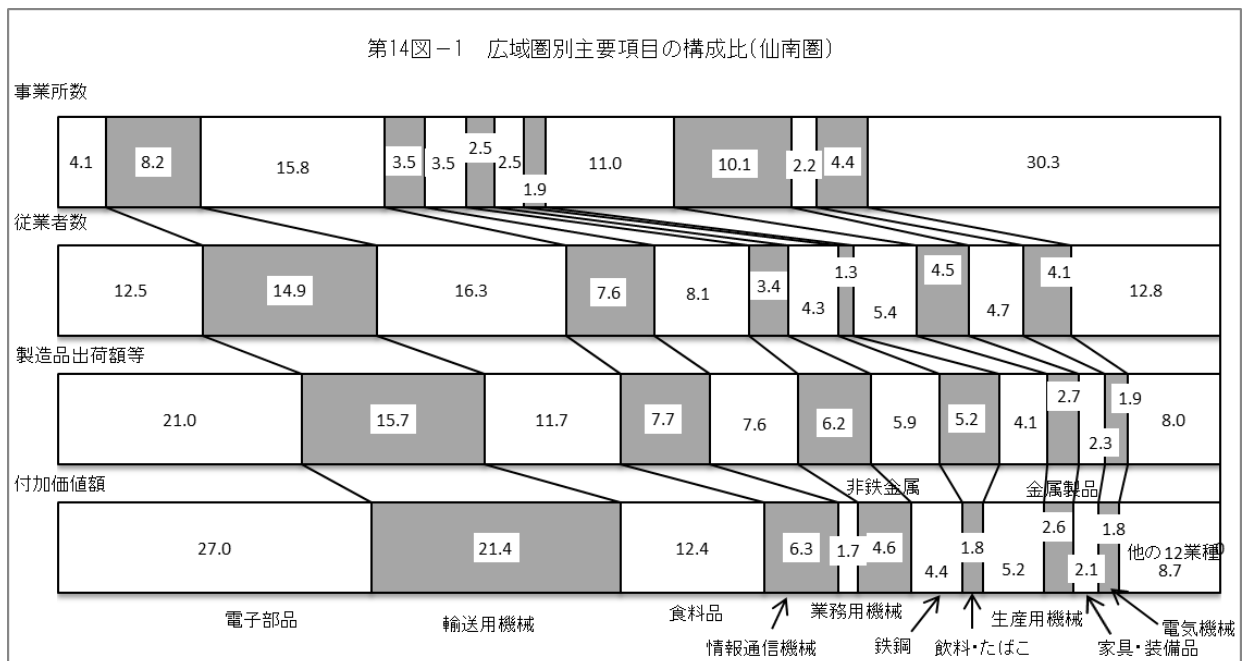 第14図－1　広域圏別主要項目の構成比(仙南圏)
事業所数
4.1 8.2 15.8 3.5 3.5 2.5 2.5 1.9 11.0 10.1 2.2 4.4 30.3
従業者数
12.5 14.9 16.3 7.6 8.1 3.4 4.3 1.3 5.4 4.5 4.7 4.1 12.8
製造品出荷額等
21.0 15.7 11.7 7.7 7.6 6.2 5.9 5.2 4.1 2.7 2.3 1.9 8.0
付加価値額
非鉄金属 金属製品
27.0 21.4 12.4 6.3 1.7 4.6 4.4 1.8 5.2 2.6 2.1 1.8 8.7
他の12業種
電子部品 輸送用機械 食料品 業務用機械 生産用機械 電気機械
情報通信機械 鉄鋼 飲料・たばこ 家具・装備品